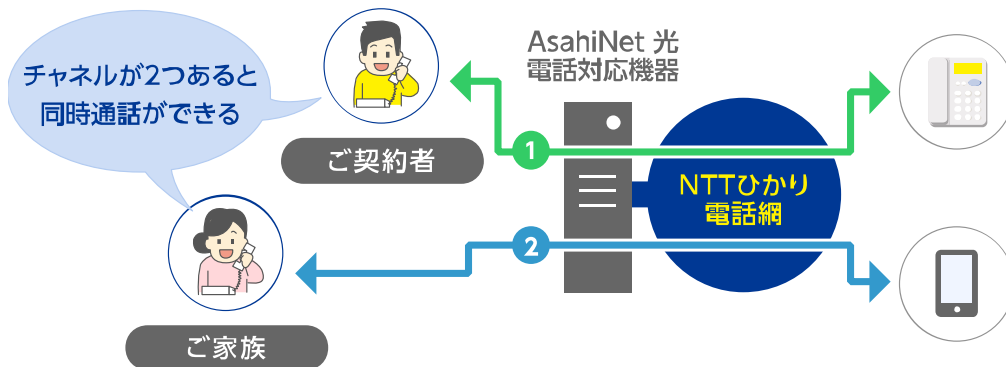 チャネルが2つあると
同時通話ができる
ご契約者
ご家族
AsahiNet 光
電話対応機器
1
2
NTTひかり
電話網